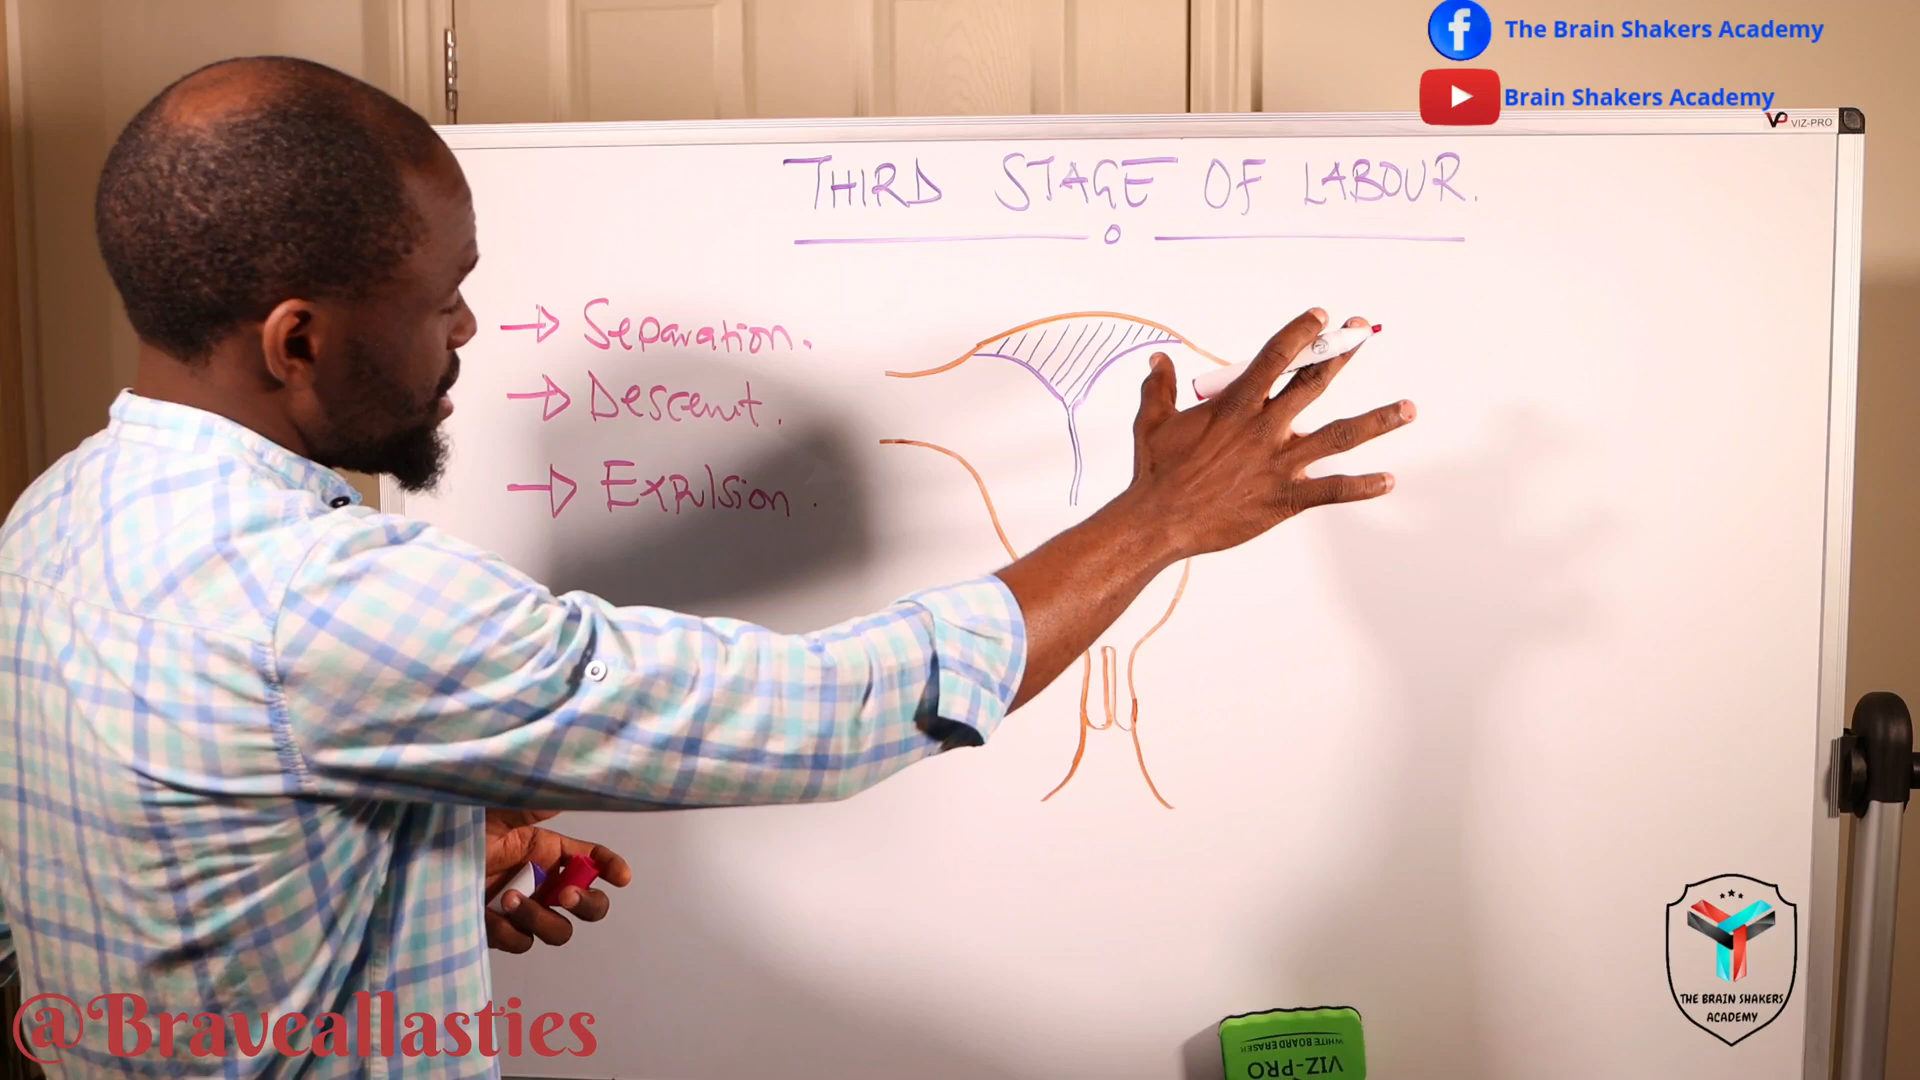 The Brain Shakers Academy
Brain Shakers Academy
VP VIZ-PRO
THIRD STAGE OF LABOUR.
→ Separation.
→ Descent.
→ Expulsion.
THE BRAIN SHAKERS
ACADEMY
@Braveallasties
WHITE BOARD ERASER
VIZ-PRO